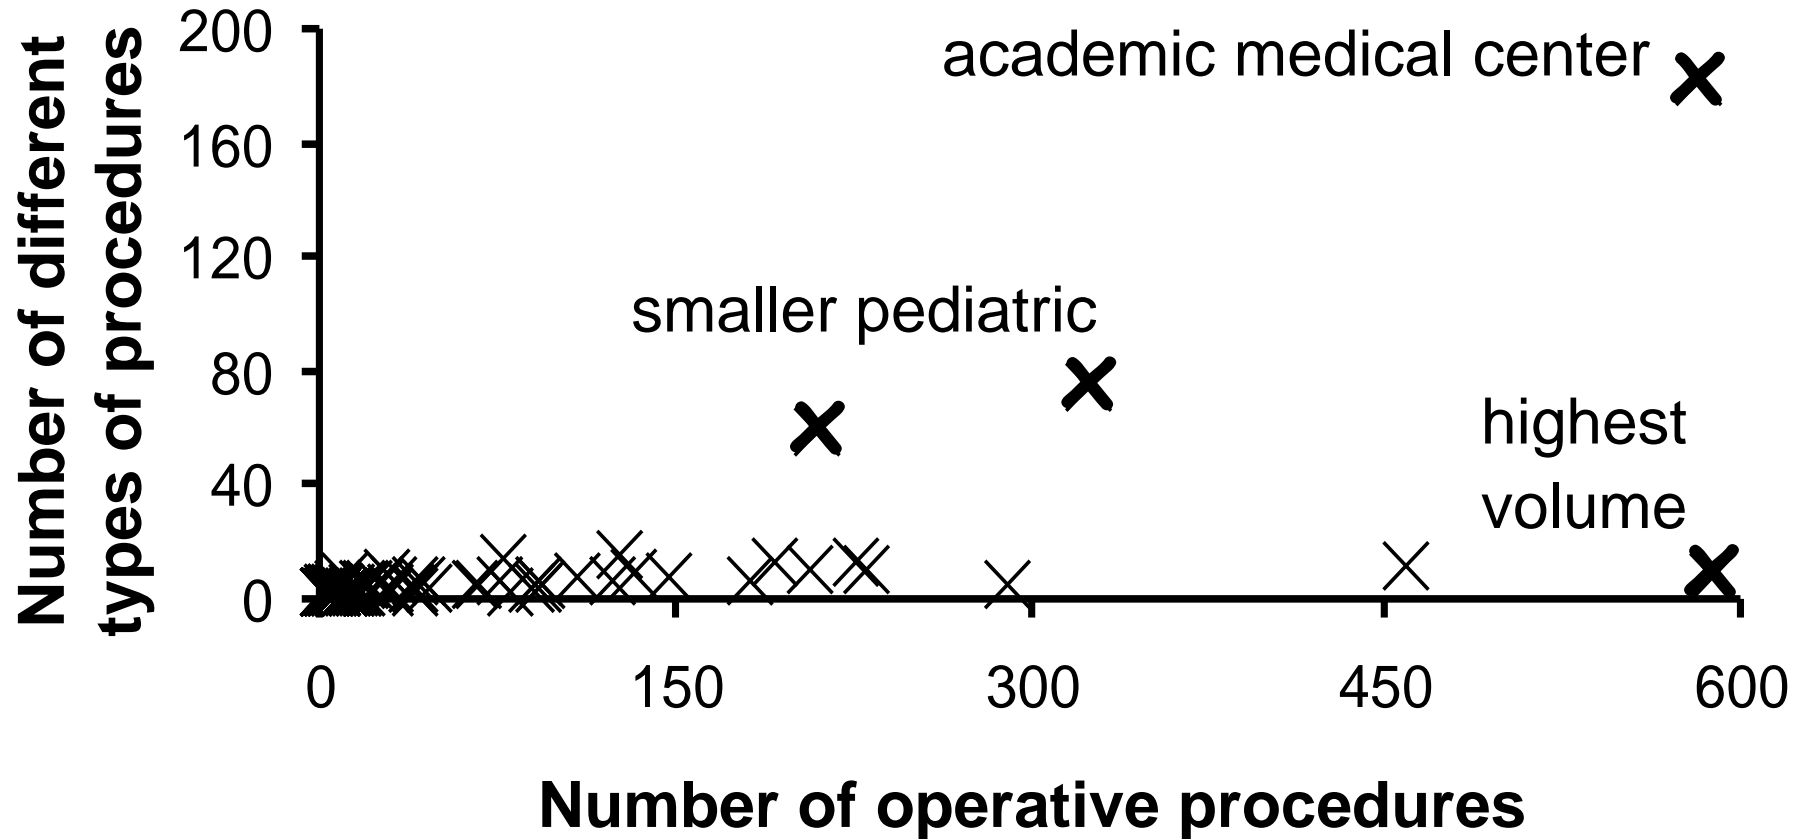 Number of different
types of procedures
200
160
120
80
40
0
academic medical center
smaller pediatric
highest
volume
0 150 300 450 600
Number of operative procedures